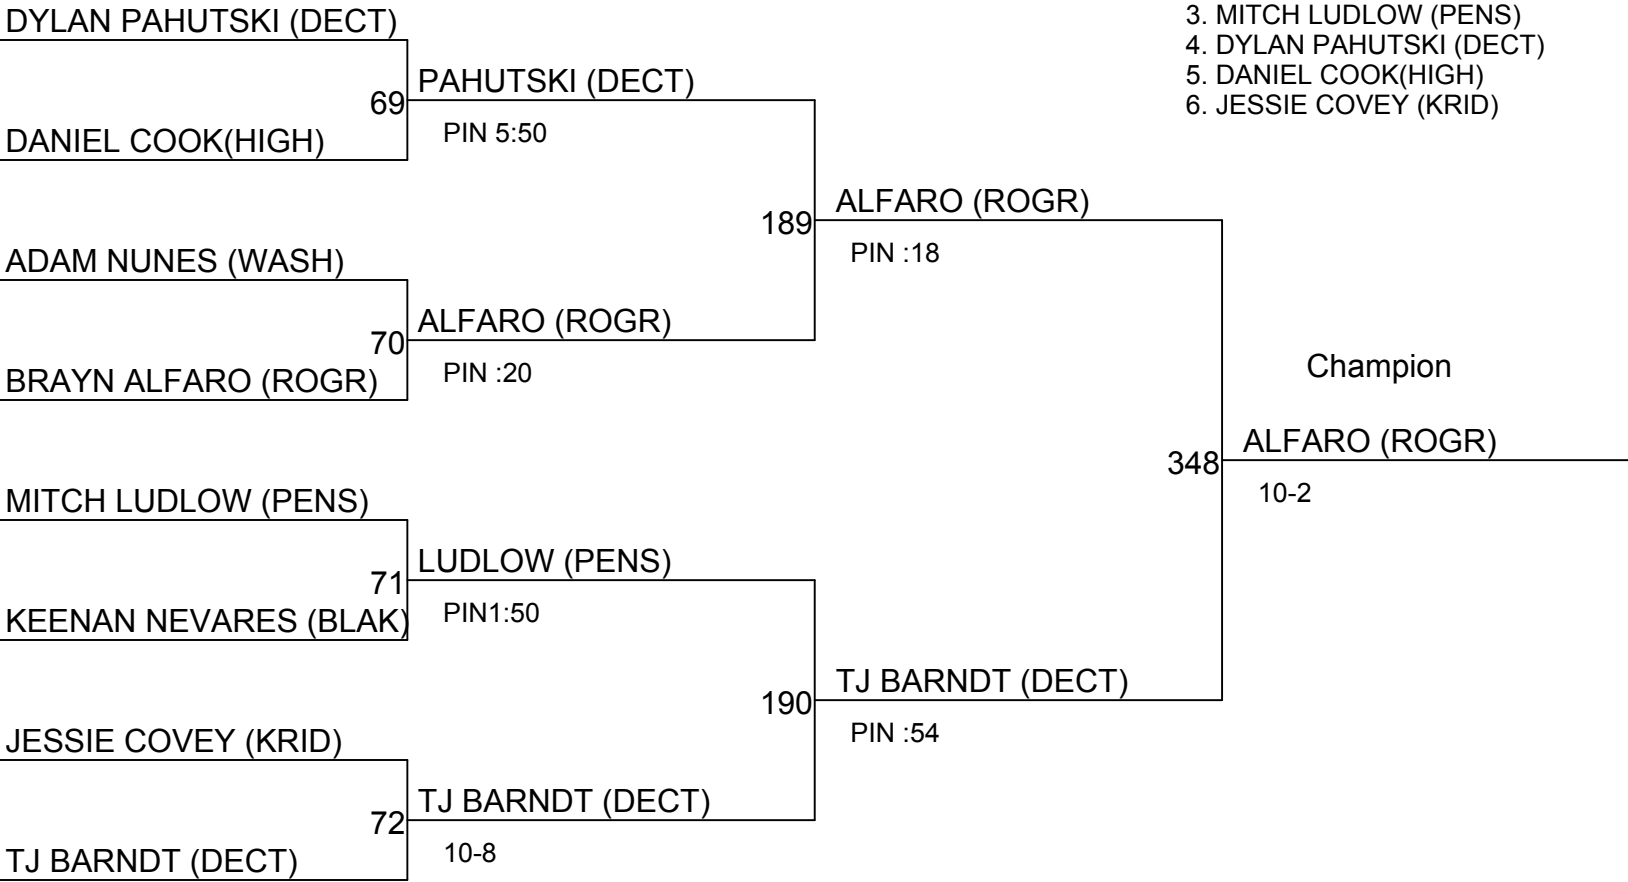 DYLAN PAHUTSKI (DECT)
3. MITCH LUDLOW (PENS)
4. DYLAN PAHUTSKI (DECT)
5. DANIEL COOK(HIGH)
6. JESSIE COVEY (KRID)
PAHUTSKI (DECT)
69
PIN 5:50
DANIEL COOK(HIGH)
ALFARO (ROGR)
189
PIN :18
ADAM NUNES (WASH)
ALFARO (ROGR)
70
PIN :20
BRAYN ALFARO (ROGR)
Champion
ALFARO (ROGR)
348
10-2
MITCH LUDLOW (PENS)
LUDLOW (PENS)
71
PIN1:50
KEENAN NEVARES (BLAK)
TJ BARNDT (DECT)
190
PIN :54
JESSIE COVEY (KRID)
TJ BARNDT (DECT)
72
10-8
TJ BARNDT (DECT)